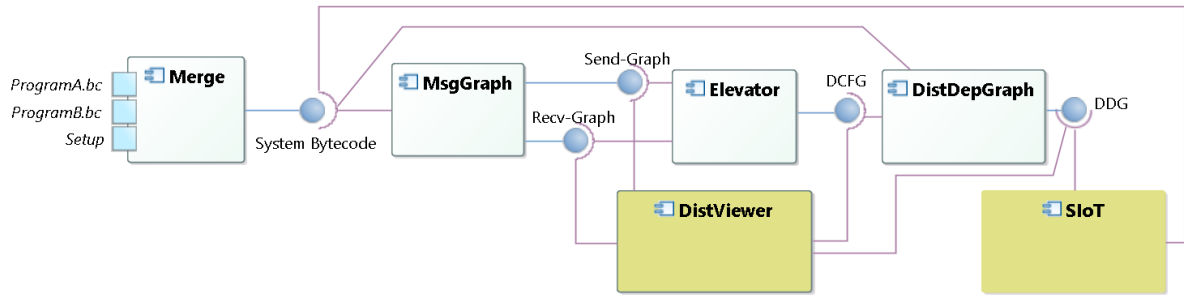 Merge
ProgramA.bc
ProgramB.bc
Setup
System Bytecode
MsgGraph
Send-Graph
Recv-Graph
Elevator
DCFG
DistDepGraph
DDG
DistViewer
SIoT